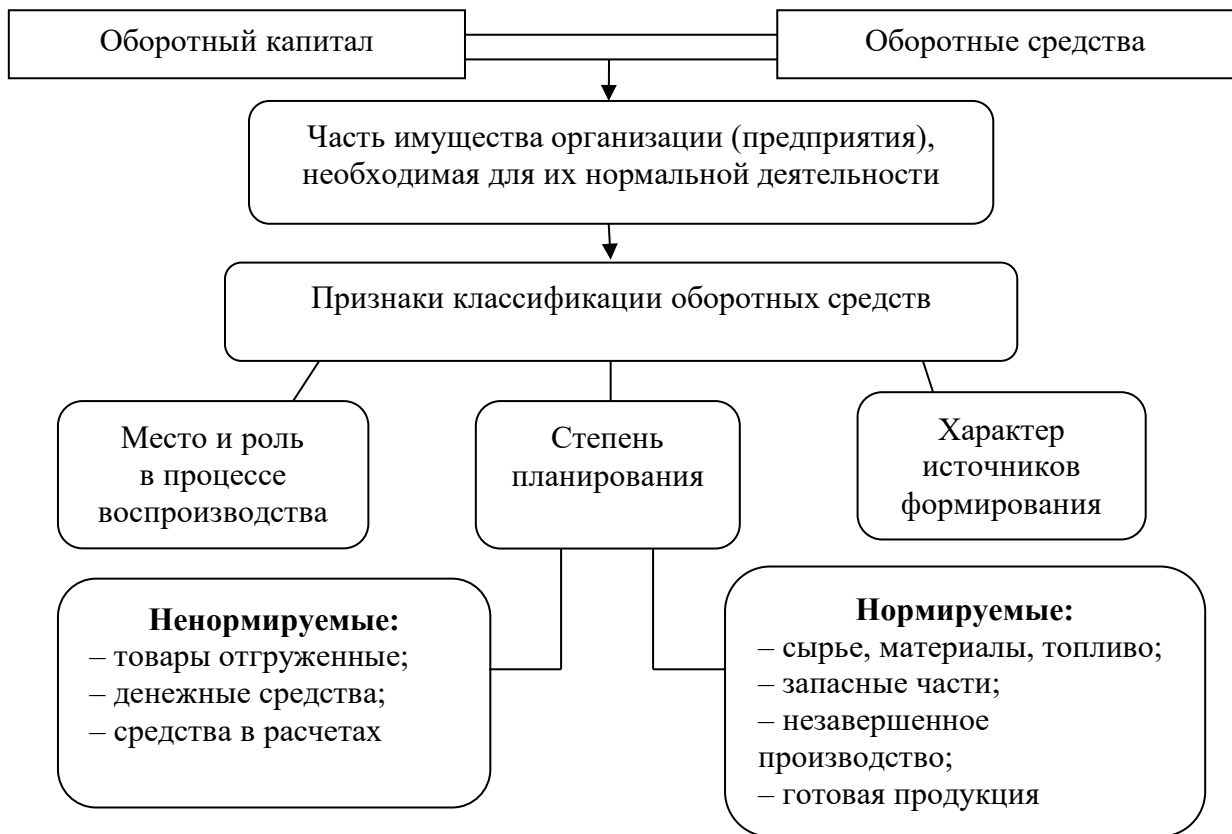 Оборотный капитал
Оборотные средства
Часть имущества организации (предприятия),
необходимая для их нормальной деятельности
Признаки классификации оборотных средств
Место и роль
в процессе
воспроизводства
Степень
планирования
Характер
источников
формирования
Ненормируемые:
– товары отгруженные;
– денежные средства;
– средства в расчетах
Нормируемые:
– сырье, материалы, топливо;
– запасные части;
– незавершенное
производство;
– готовая продукция